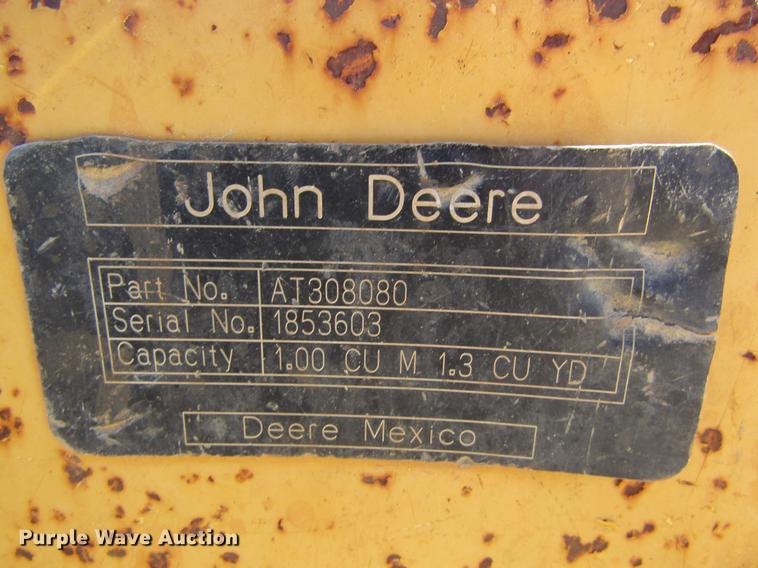 John Deere
Part No. AT308080
Serial No. 1853603
Capacity 1.00 CU M 1.3 CU YD
Deere Mexico
Purple Wave Auction